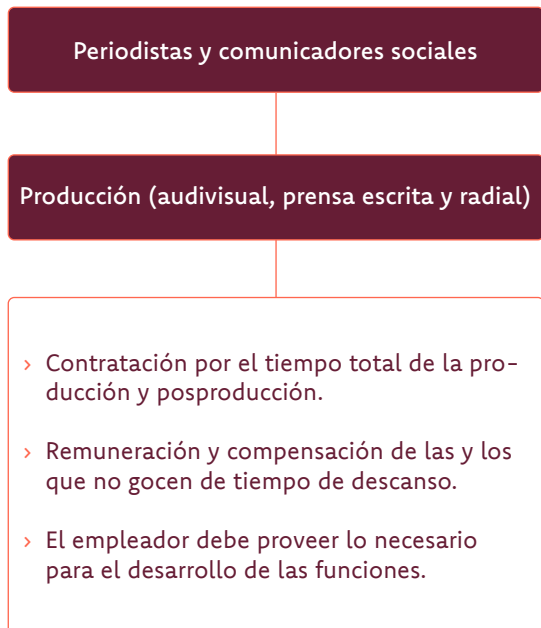 Periodistas y comunicadores sociales
Producción (audivisual, prensa escrita y radial)
› Contratación por el tiempo total de la pro-
ducción y posproducción.
› Remuneración y compensación de las y los
que no gocen de tiempo de descanso.
› El empleador debe proveer lo necesario
para el desarrollo de las funciones.